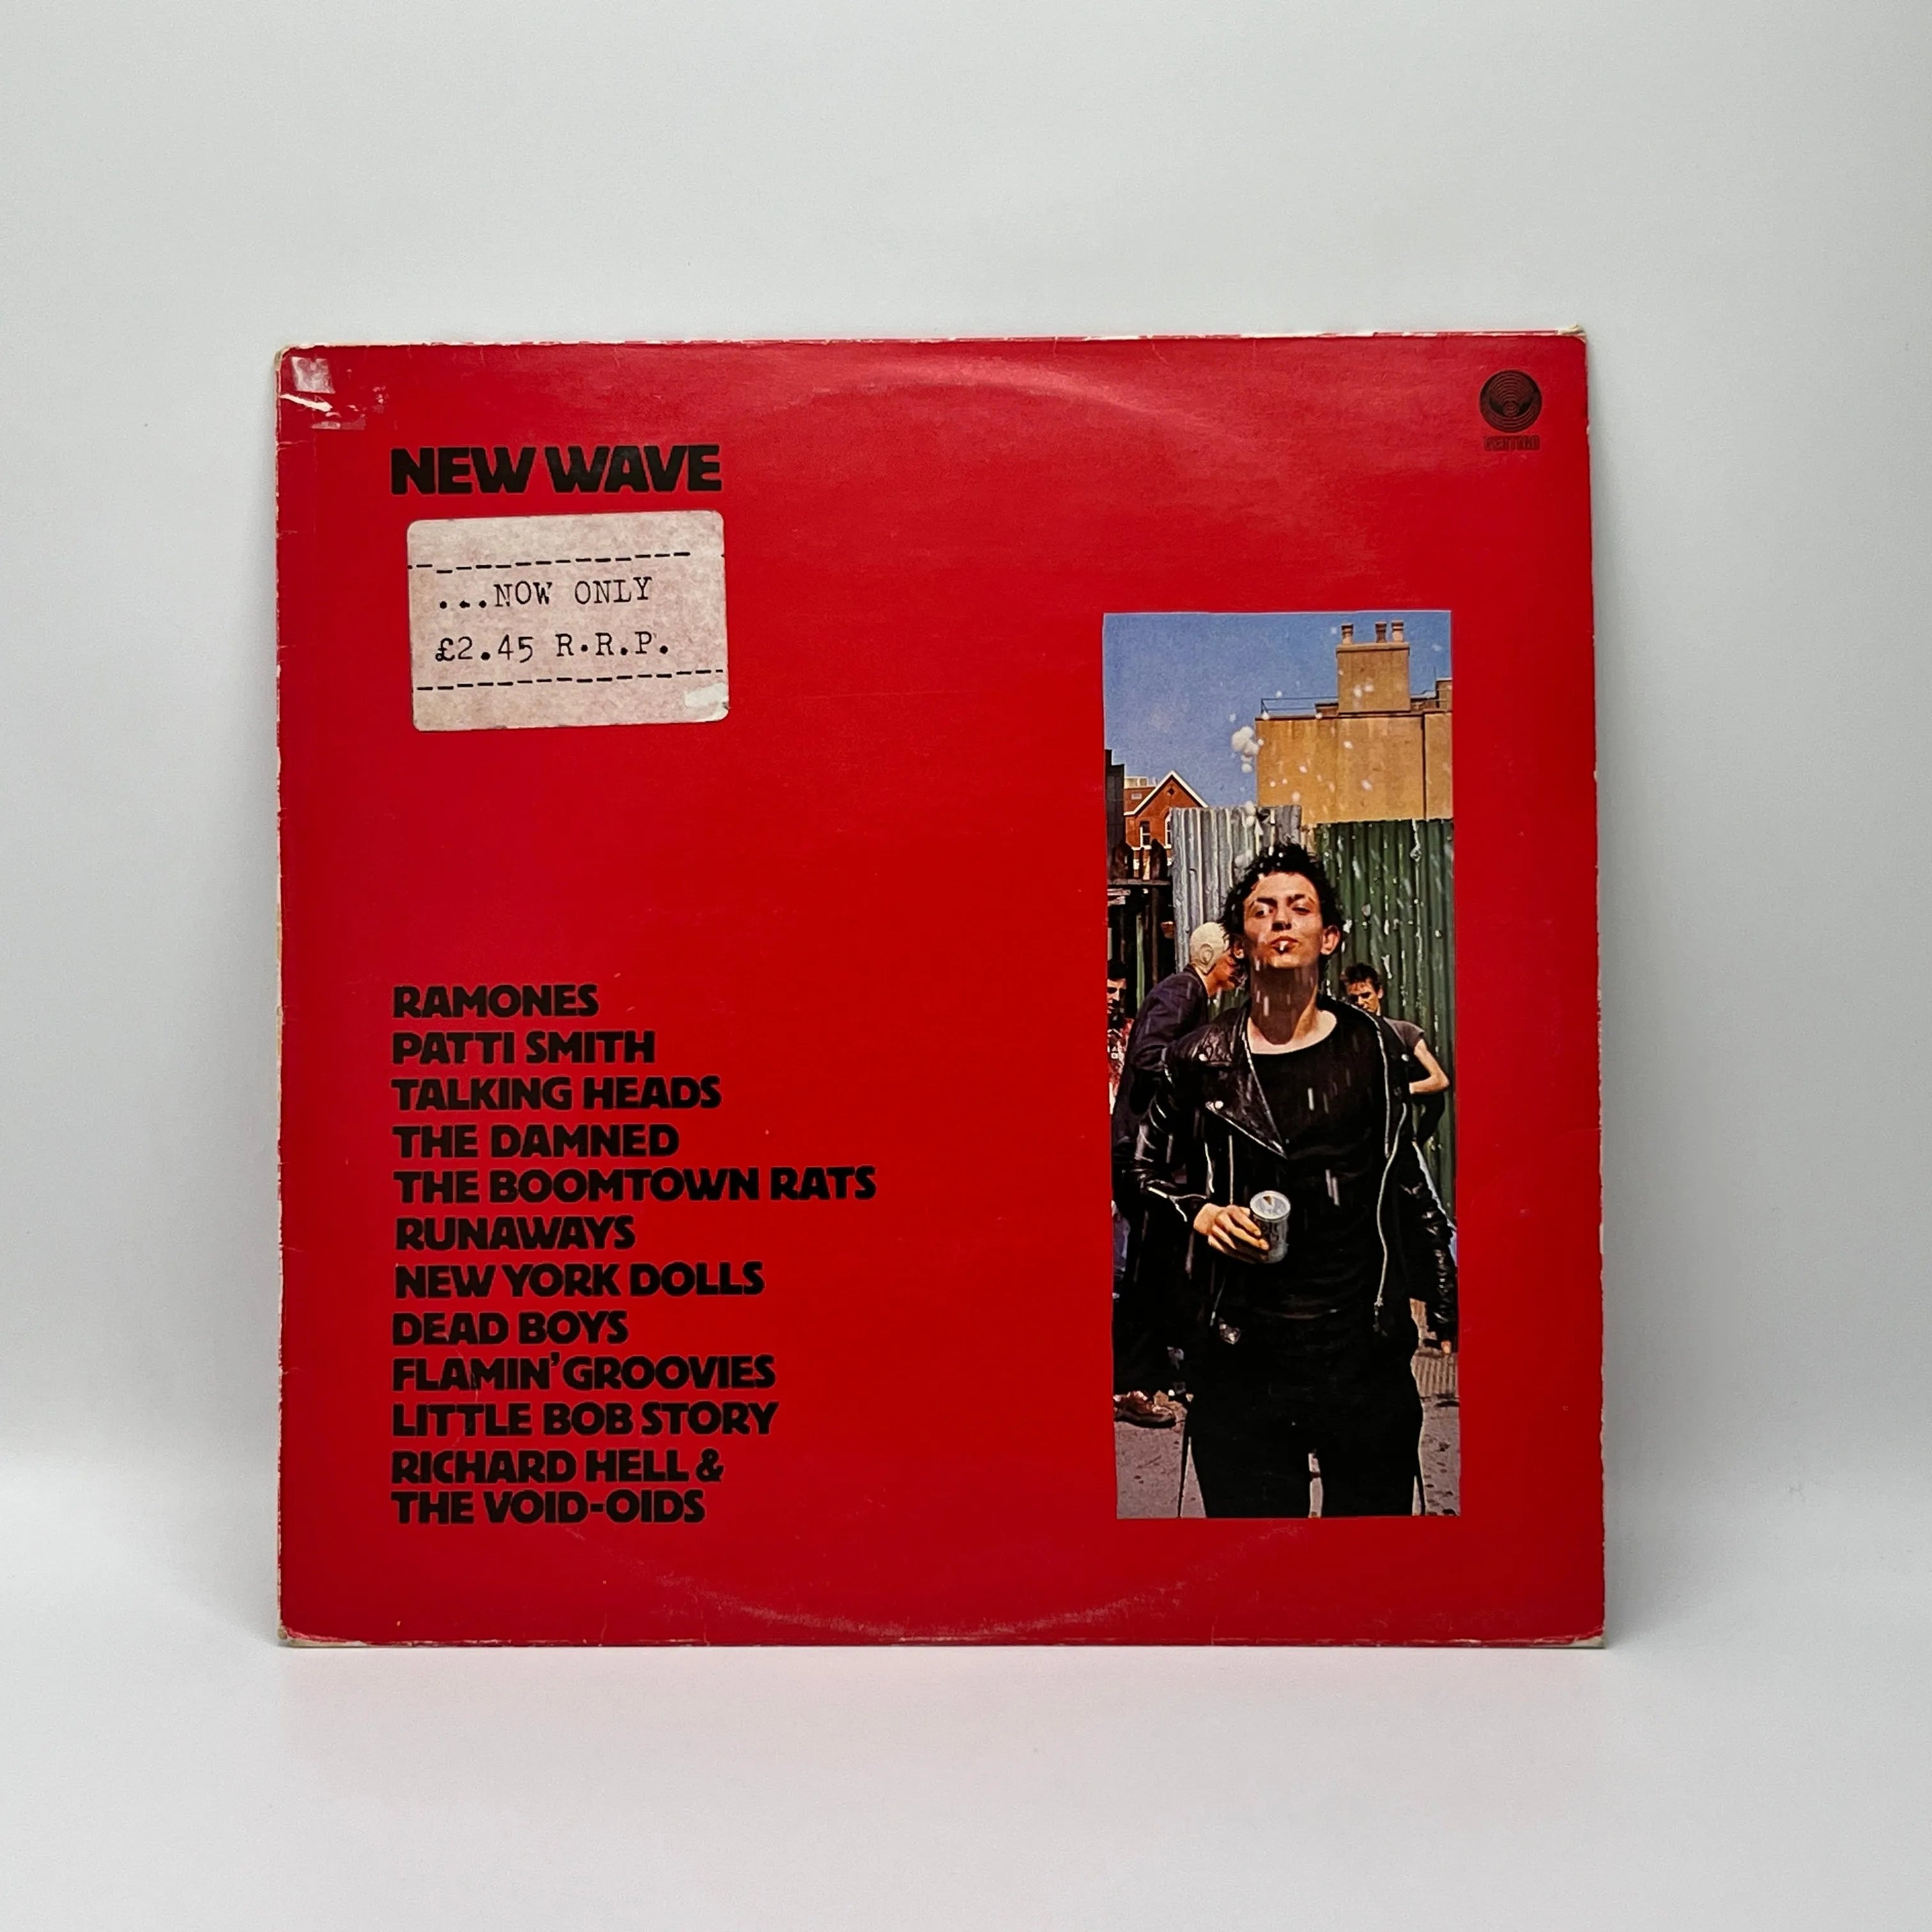 NEW WAVE
VERTIGO
...NOW ONLY
£2.45 R.R.P.
RAMONES
PATTI SMITH
TALKING HEADS
THE DAMNED
THE BOOMTOWN RATS
RUNAWAYS
NEW YORK DOLLS
DEAD BOYS
FLAMIN' GROOVIES
LITTLE BOB STORY
RICHARD HELL &
THE VOID-OIDS